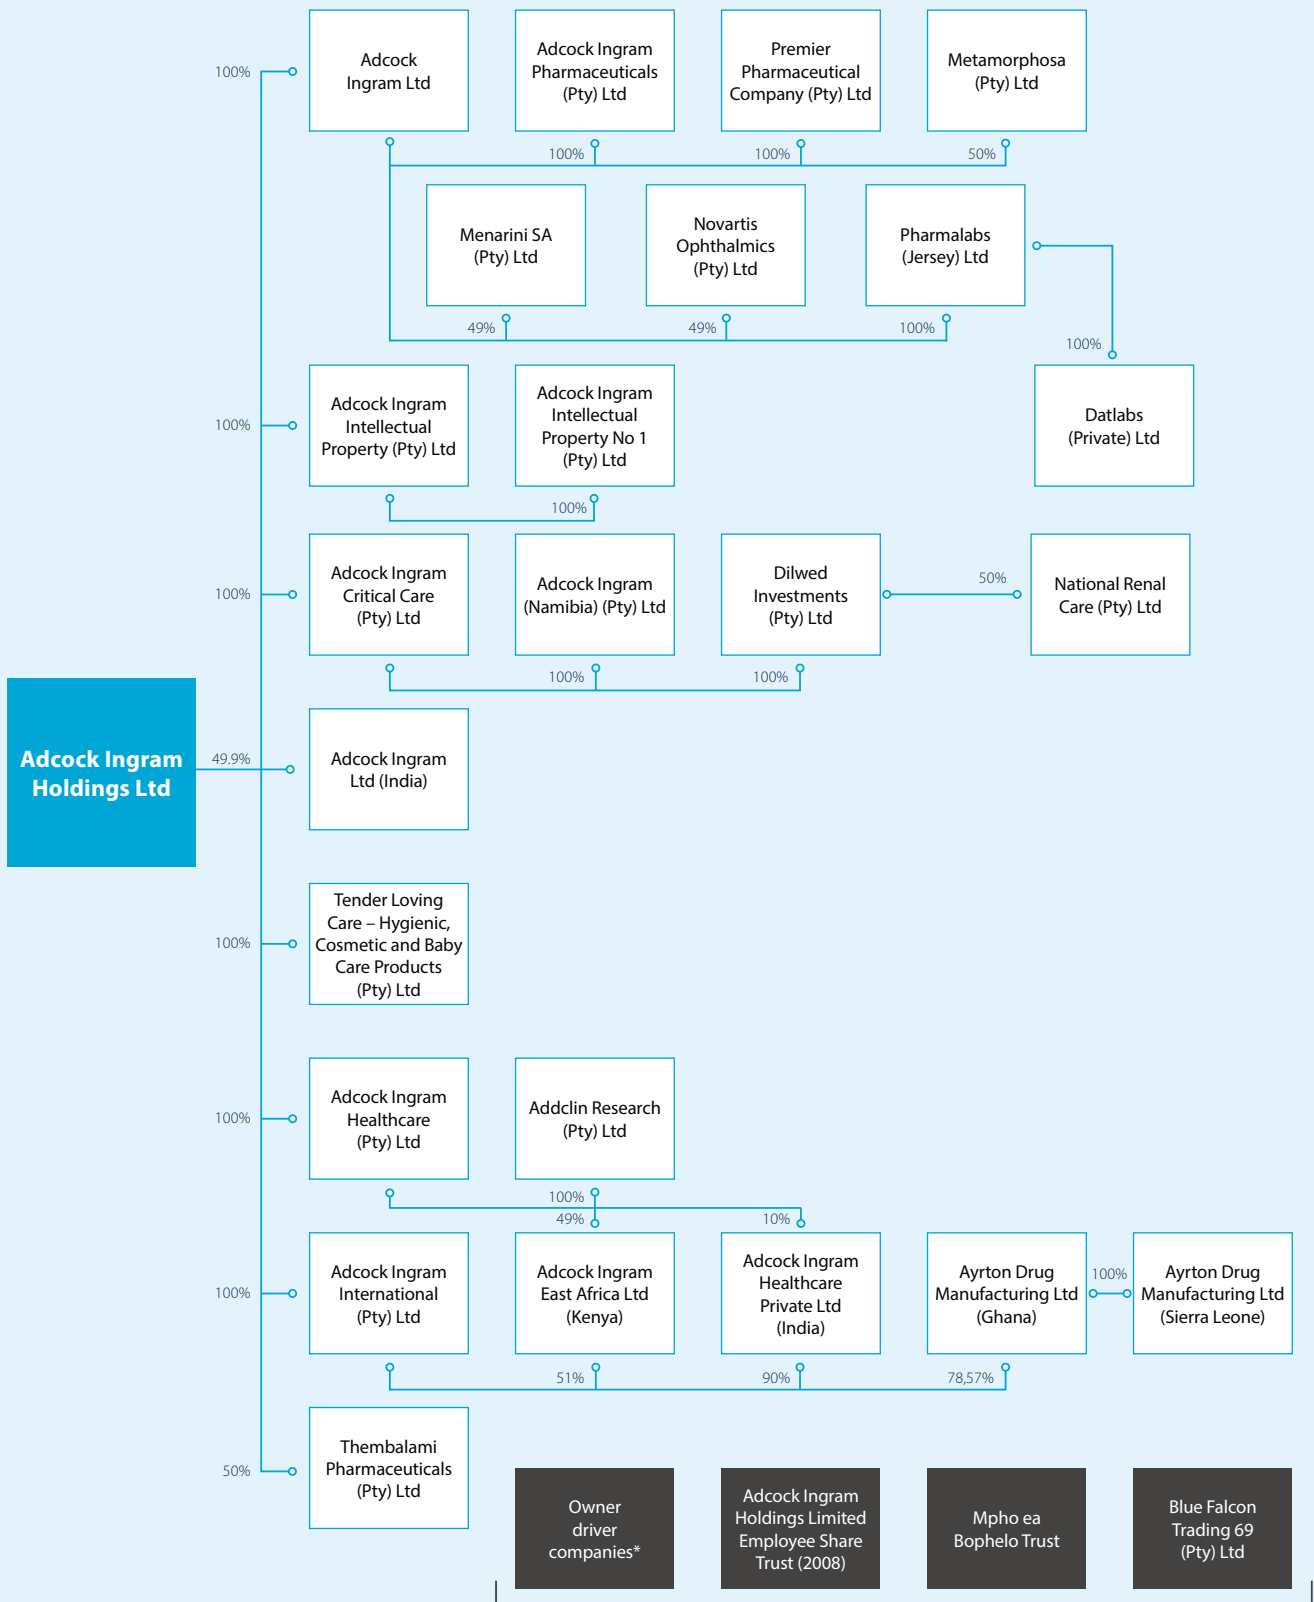 Adcock
Ingram Ltd
Adcock Ingram
Pharmaceuticals
(Pty) Ltd
Premier
Pharmaceutical
Company (Pty) Ltd
Metamorphosa
(Pty) Ltd
100%
100%
100%
50%
Menarini SA
(Pty) Ltd
Novartis
Ophthalmics
(Pty) Ltd
Pharmalabs
(Jersey) Ltd
49%
49%
100%
100%
Adcock Ingram
Intellectual
Property (Pty) Ltd
Adcock Ingram
Intellectual
Property No 1
(Pty) Ltd
Datlabs
(Private) Ltd
100%
100%
Adcock Ingram
Critical Care
(Pty) Ltd
Adcock Ingram
(Namibia) (Pty) Ltd
Dilwed
Investments
(Pty) Ltd
National Renal
Care (Pty) Ltd
100%
50%
100%
100%
Adcock Ingram
Holdings Ltd
49.9%
Adcock Ingram
Ltd (India)
100%
Tender Loving
Care – Hygienic,
Cosmetic and Baby
Care Products
(Pty) Ltd
100%
Adcock Ingram
Healthcare
(Pty) Ltd
Addclin Research
(Pty) Ltd
100%
49%
10%
100%
Adcock Ingram
International
(Pty) Ltd
Adcock Ingram
East Africa Ltd
(Kenya)
Adcock Ingram
Healthcare
Private Ltd
(India)
Ayrton Drug
Manufacturing Ltd
(Ghana)
100%
Ayrton Drug
Manufacturing Ltd
(Sierra Leone)
51%
90%
78,57%
50%
Thembalami
Pharmaceuticals
(Pty) Ltd
Owner
driver
companies*
Adcock Ingram
Holdings Limited
Employee Share
Trust (2008)
Mpho ea
Bophelo Trust
Blue Falcon
Trading 69
(Pty) Ltd